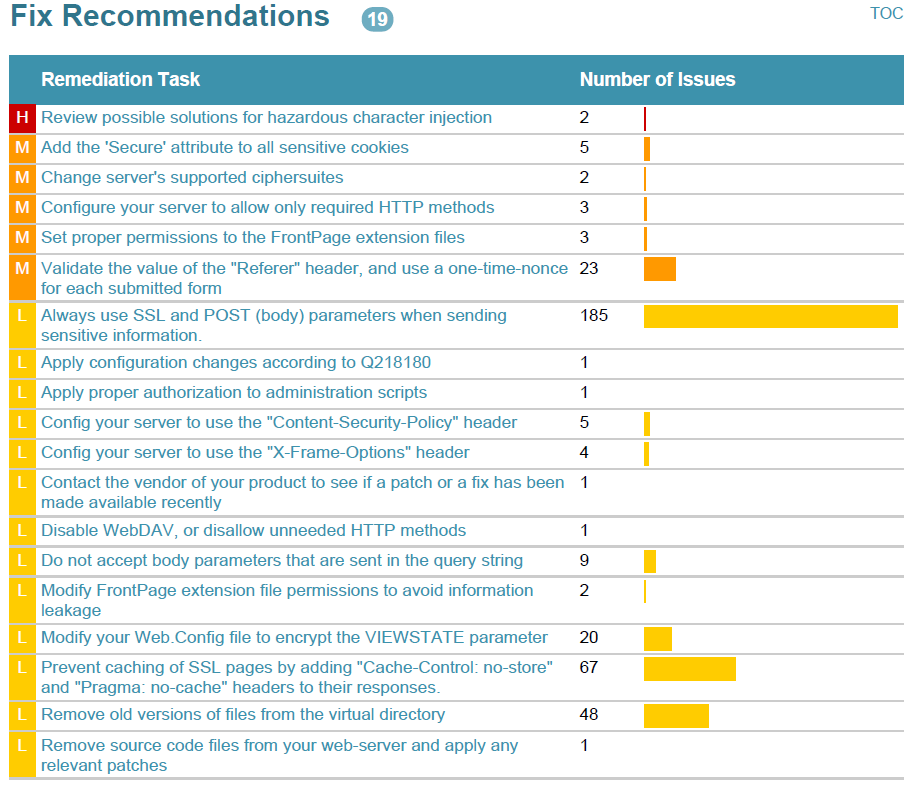 Fix Recommendations 19 TOC
Remediation Task Number of Issues
H Review possible solutions for hazardous character injection 2
M Add the 'Secure' attribute to all sensitive cookies 5
M Change server's supported ciphersuites 2
M Configure your server to allow only required HTTP methods 3
M Set proper permissions to the FrontPage extension files 3
M Validate the value of the "Referer" header, and use a one-time-nonce 23
for each submitted form
L Always use SSL and POST (body) parameters when sending 185
sensitive information.
L Apply configuration changes according to Q218180 1
L Apply proper authorization to administration scripts 1
L Config your server to use the "Content-Security-Policy" header 5
L Config your server to use the "X-Frame-Options" header 4
L Contact the vendor of your product to see if a patch or a fix has been 1
made available recently
L Disable WebDAV, or disallow unneeded HTTP methods 1
L Do not accept body parameters that are sent in the query string 9
L Modify FrontPage extension file permissions to avoid information 2
leakage
L Modify your Web.Config file to encrypt the VIEWSTATE parameter 20
L Prevent caching of SSL pages by adding "Cache-Control: no-store" 67
and "Pragma: no-cache" headers to their responses.
L Remove old versions of files from the virtual directory 48
L Remove source code files from your web-server and apply any 1
relevant patches